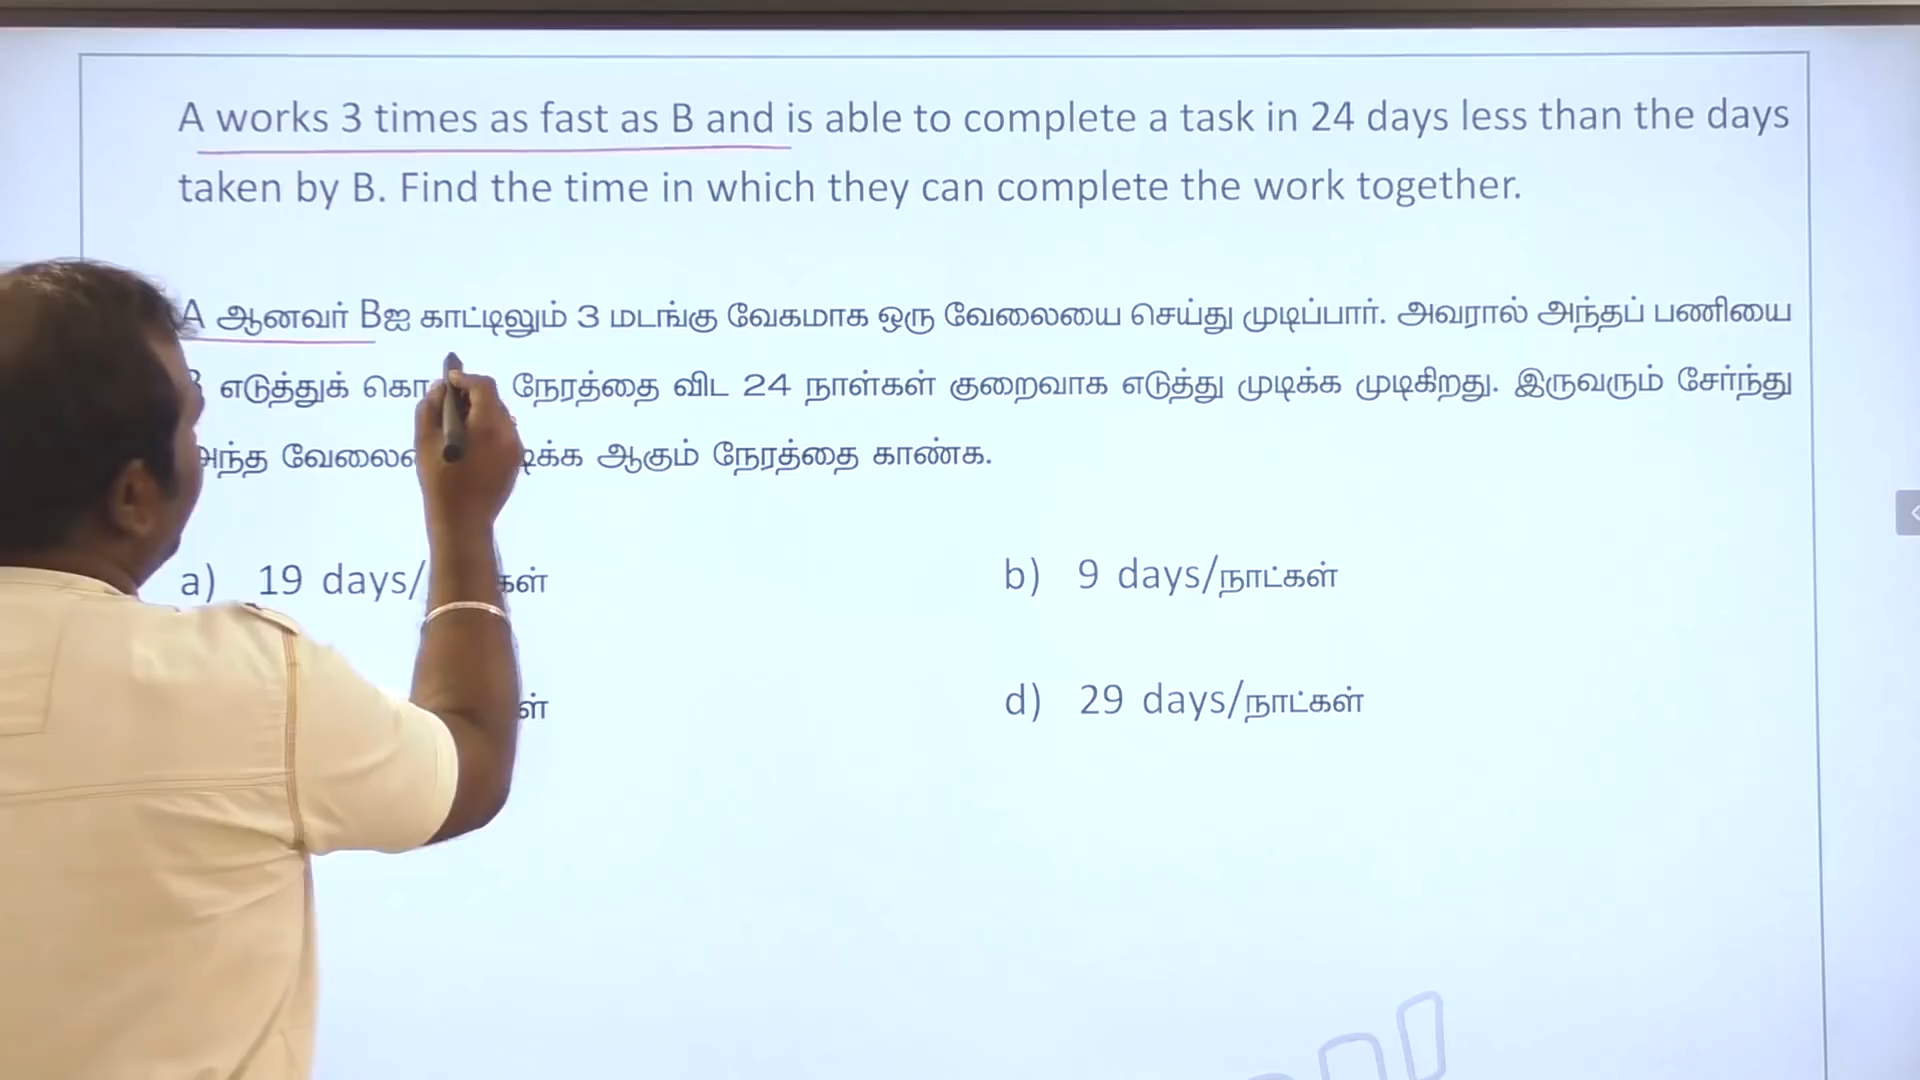 A works 3 times as fast as B and is able to complete a task in 24 days less than the days
taken by B. Find the time in which they can complete the work together.
A ஆனவர் Bஐ காட்டிலும் 3 மடங்கு வேகமாக ஒரு வேலையை செய்து முடிப்பார். அவரால் அந்தப் பணியை
எடுத்துக் நேரத்தை விட 24 நாள்கள் குறைவாக எடுத்து முடிக்க முடிகிறது. இருவரும் சேர்ந்து
ஆகும் நேரத்தை காண்க.
a) 19 days/
b) 9 days/நாட்கள்
d) 29 days/நாட்கள்